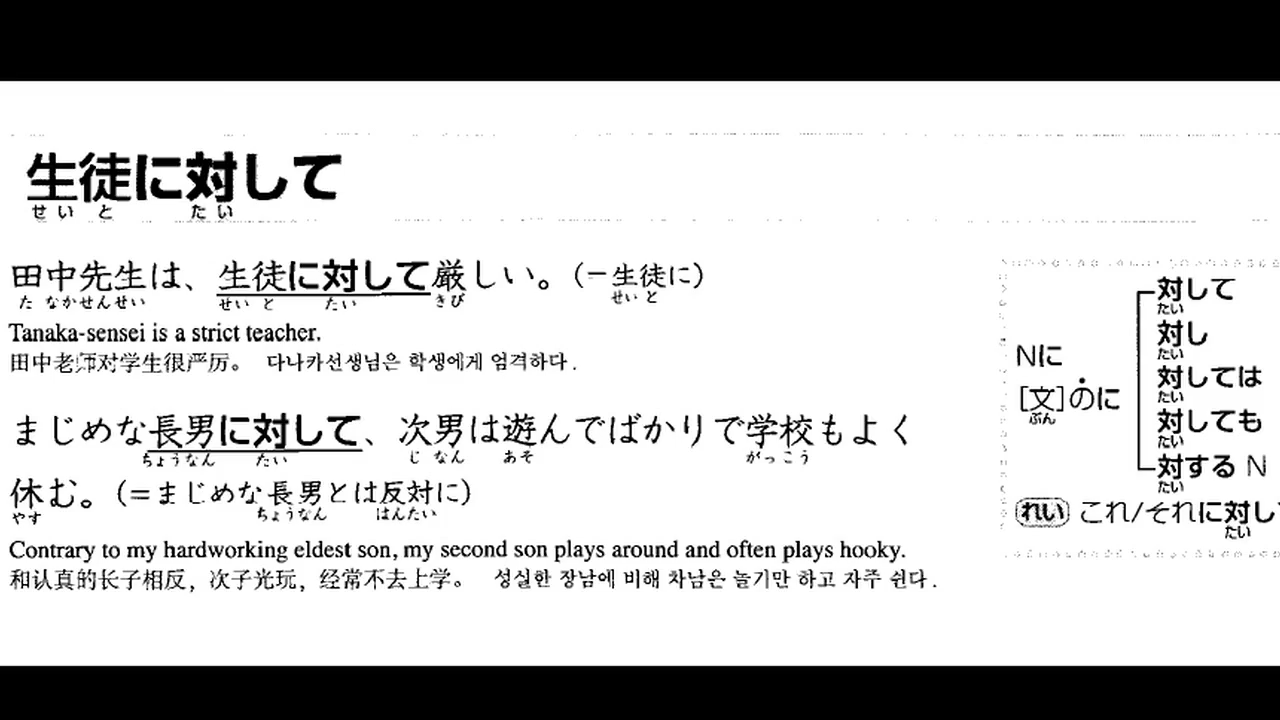 生徒に対して
せいと たい
田中先生は、生徒に対して厳しい。(－生徒に)
た なかせんせい せい と たい きび せい と
Tanaka-sensei is a strict teacher.
田中老师对学生很严厉。 다나카선생님은 학생에게 엄격하다.
まじめな長男に対して、次男は遊んでばかりで学校もよく
ちょうなん たい じ なん あそ がっこう
休む。(＝まじめな長男とは反対に)
やす ちょうなん はんたい
Contrary to my hardworking eldest son, my second son plays around and often plays hooky.
和认真的长子相反，次子光玩，经常不去上学。 성실한 장남에 비해 차남은 놀기만 하고 자주 쉰다.
Nに
[文]のに
ぶん
対して
たい
対し
たい
対しては
たい
対しても
たい
対する N
たい
れい これ/それに対し
たい